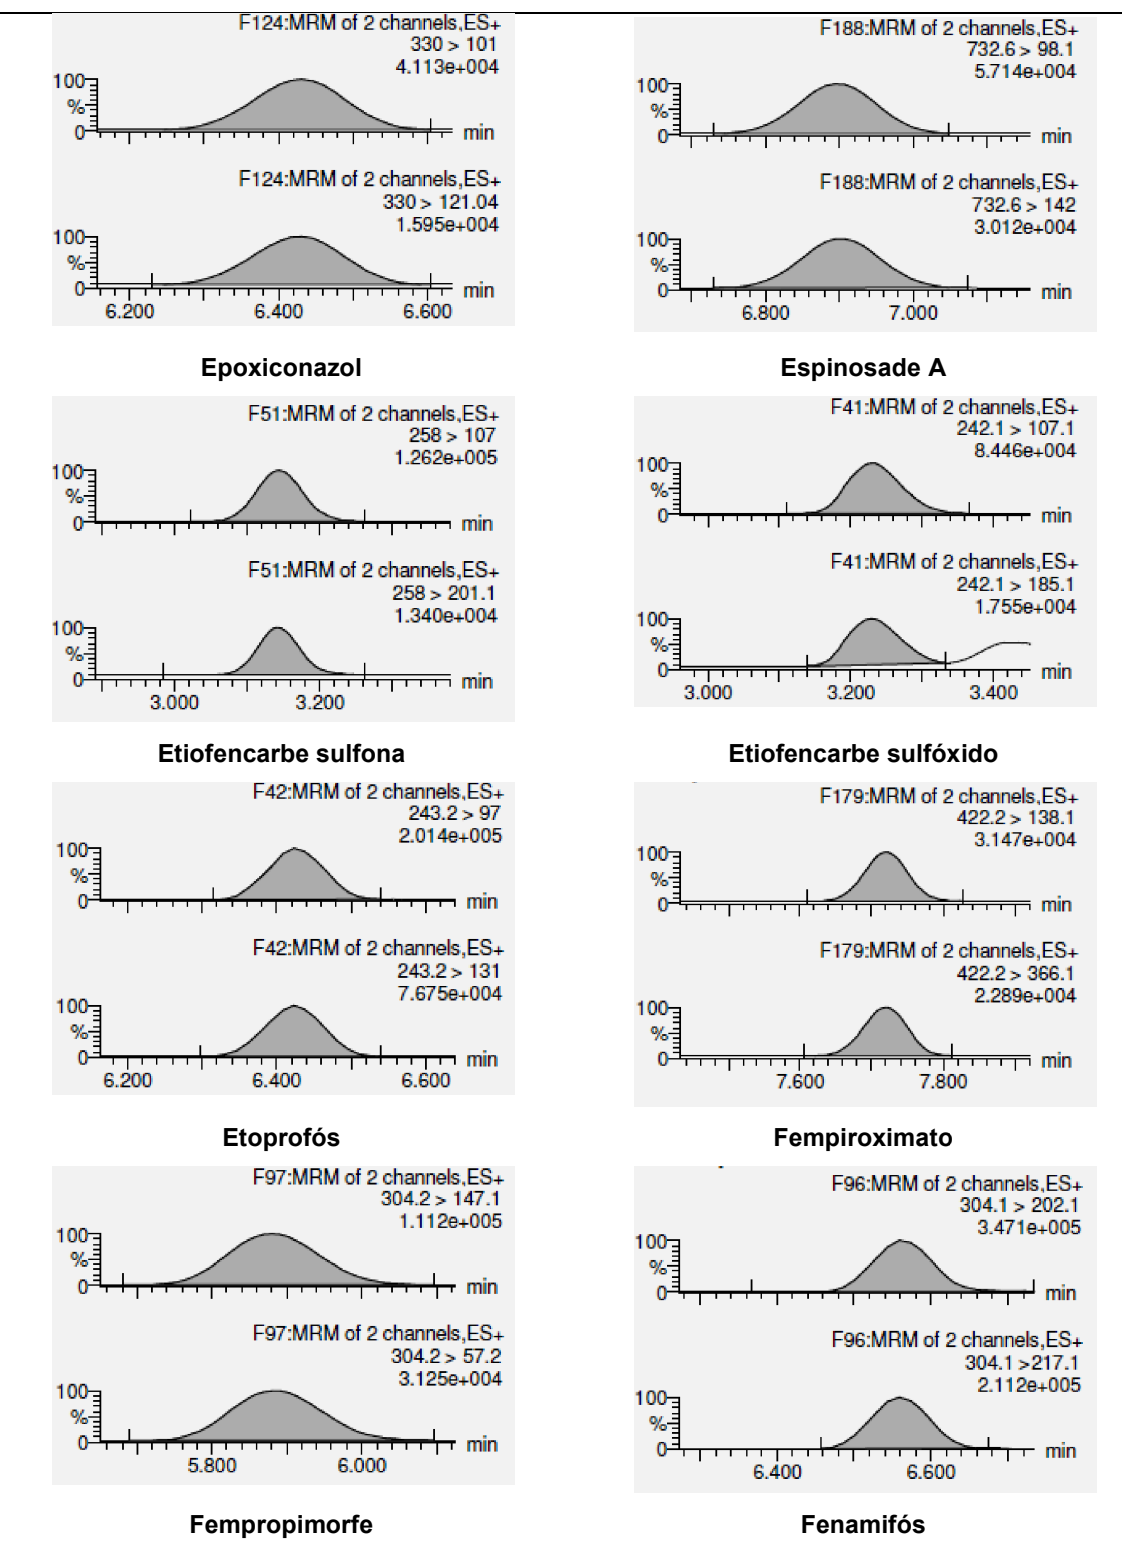 F124:MRM of 2 channels,ES+
330 > 101
4.113e+004
100
%
0
min
F124:MRM of 2 channels,ES+
330 > 121.04
1.595e+004
100
%
0
min
6.200 6.400 6.600
Epoxiconazol
F188:MRM of 2 channels,ES+
732.6 > 98.1
5.714e+004
100
%
0
min
F188:MRM of 2 channels,ES+
732.6 > 142
3.012e+004
100
%
0
min
6.800 7.000
Espinosade A
F51:MRM of 2 channels,ES+
258 > 107
1.262e+005
100
%
0
min
F51:MRM of 2 channels,ES+
258 > 201.1
1.340e+004
100
%
0
min
3.000 3.200
Etiofencarbe sulfona
F41:MRM of 2 channels,ES+
242.1 > 107.1
8.446e+004
100
%
0
min
F41:MRM of 2 channels,ES+
242.1 > 185.1
1.755e+004
100
%
0
min
3.000 3.200 3.400
Etiofencarbe sulfóxido
F42:MRM of 2 channels,ES+
243.2 > 97
2.014e+005
100
%
0
min
F42:MRM of 2 channels,ES+
243.2 > 131
7.675e+004
100
%
0
min
6.200 6.400 6.600
Etoprofós
F179:MRM of 2 channels,ES+
422.2 > 138.1
3.147e+004
100
%
0
min
F179:MRM of 2 channels,ES+
422.2 > 366.1
2.289e+004
100
%
0
min
7.600 7.800
Fempiroximato
F97:MRM of 2 channels,ES+
304.2 > 147.1
1.112e+005
100
%
0
min
F97:MRM of 2 channels,ES+
304.2 > 57.2
3.125e+004
100
%
0
min
5.800 6.000
Fempropimorfe
F96:MRM of 2 channels,ES+
304.1 > 202.1
3.471e+005
100
%
0
min
F96:MRM of 2 channels,ES+
304.1 >217.1
2.112e+005
100
%
0
min
6.400 6.600
Fenamifós